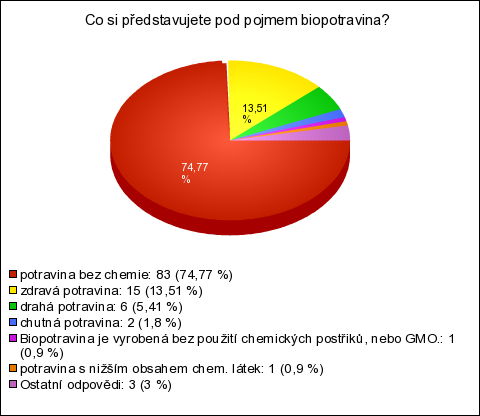 Co si představujete pod pojmem biopotravina?
13,51
%
74,77
%
potravina bez chemie: 83 (74,77 %)
zdravá potravina: 15 (13,51 %)
drahá potravina: 6 (5,41 %)
chutná potravina: 2 (1,8 %)
Biopotravina je vyrobená bez použití chemických postřiků, nebo GMO.: 1
(0,9 %)
potravina s nižším obsahem chem. látek: 1 (0,9 %)
Ostatní odpovědi: 3 (3 %)